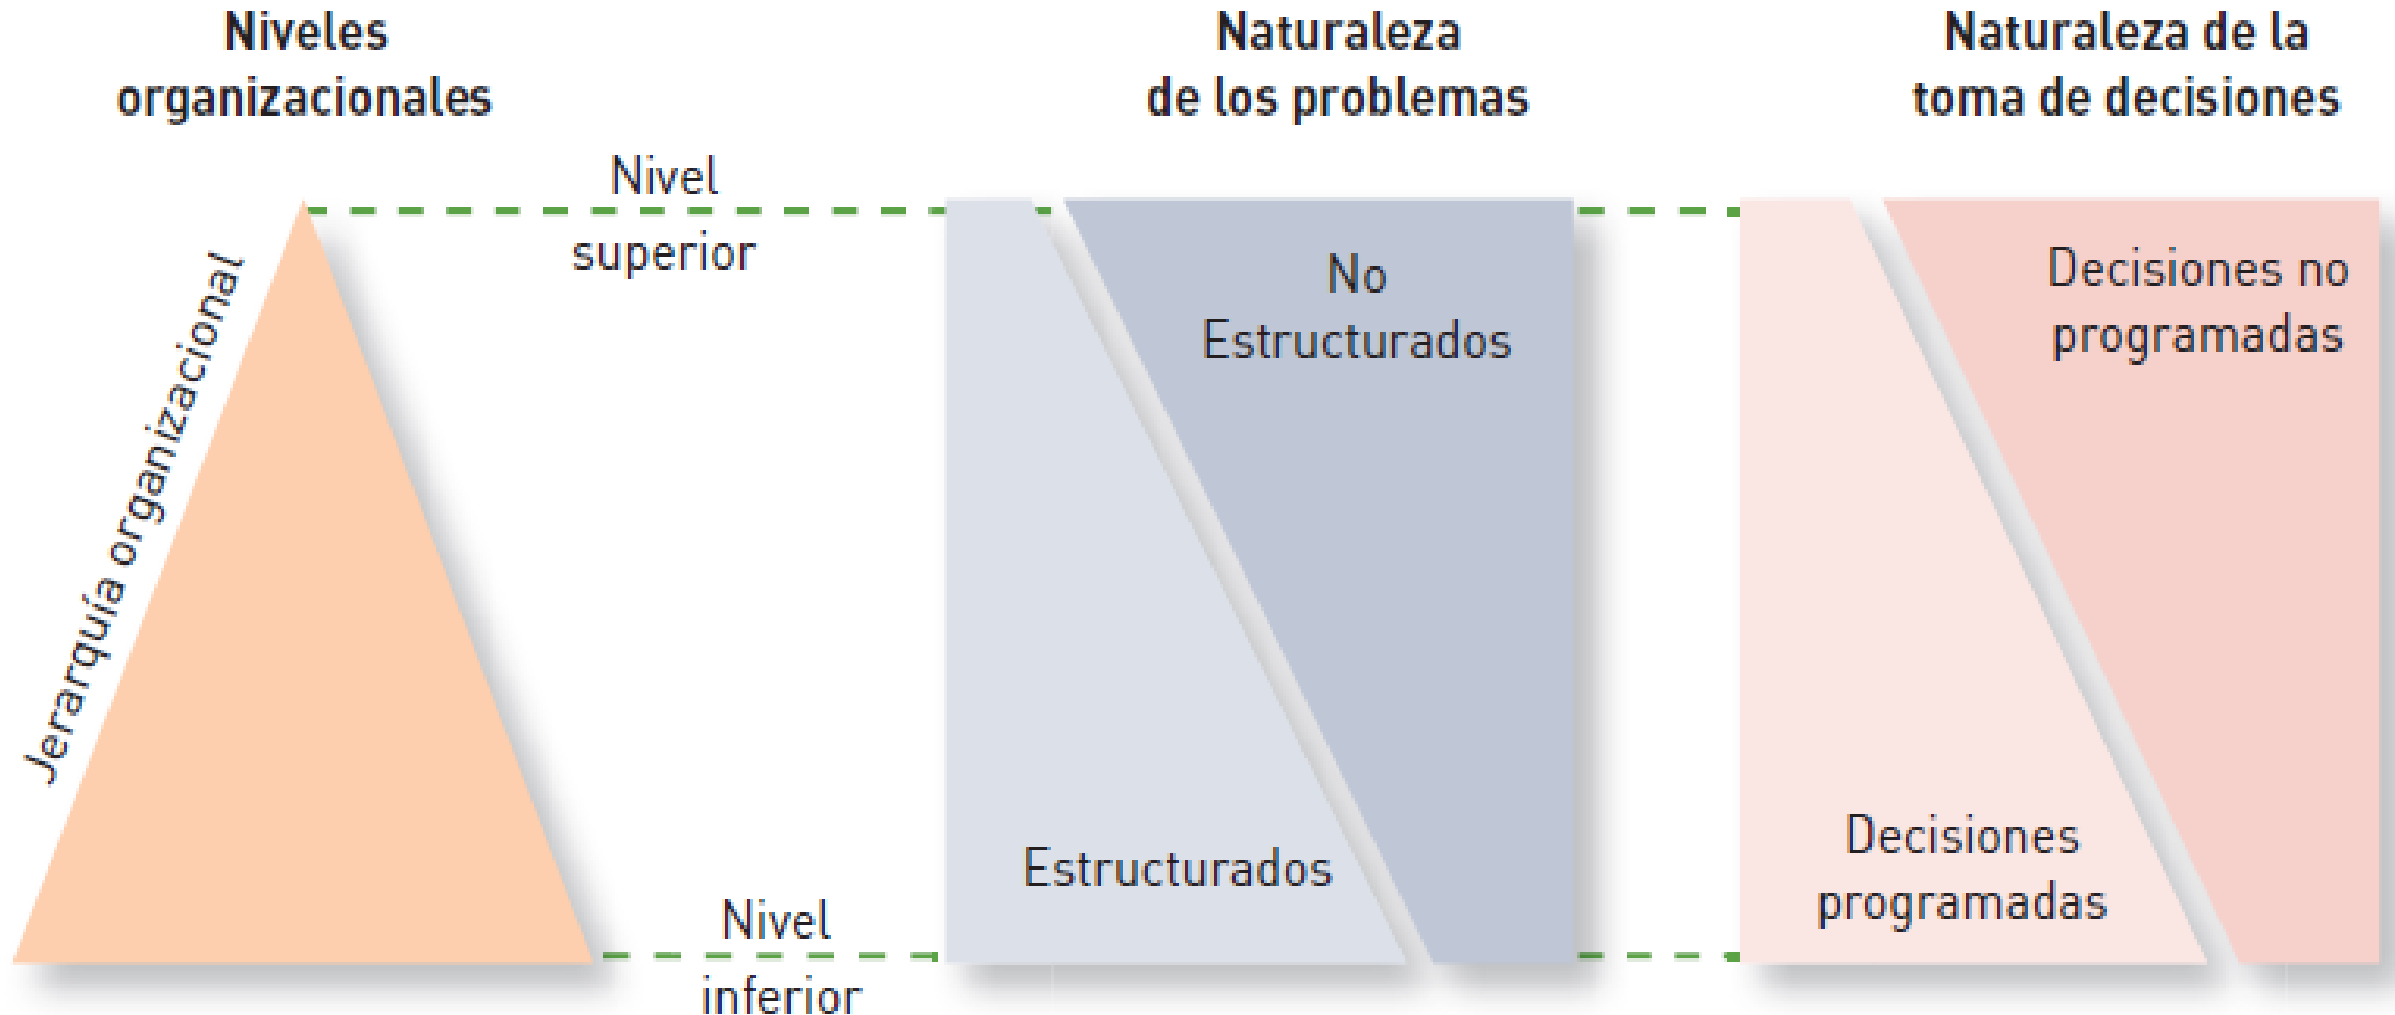 Niveles
organizacionales
Naturaleza
de los problemas
Naturaleza de la
toma de decisiones
Jerarquía organizacional
Nivel
superior
No
Estructurados
Decisiones no
programadas
Estructurados
Decisiones
programadas
Nivel
inferior